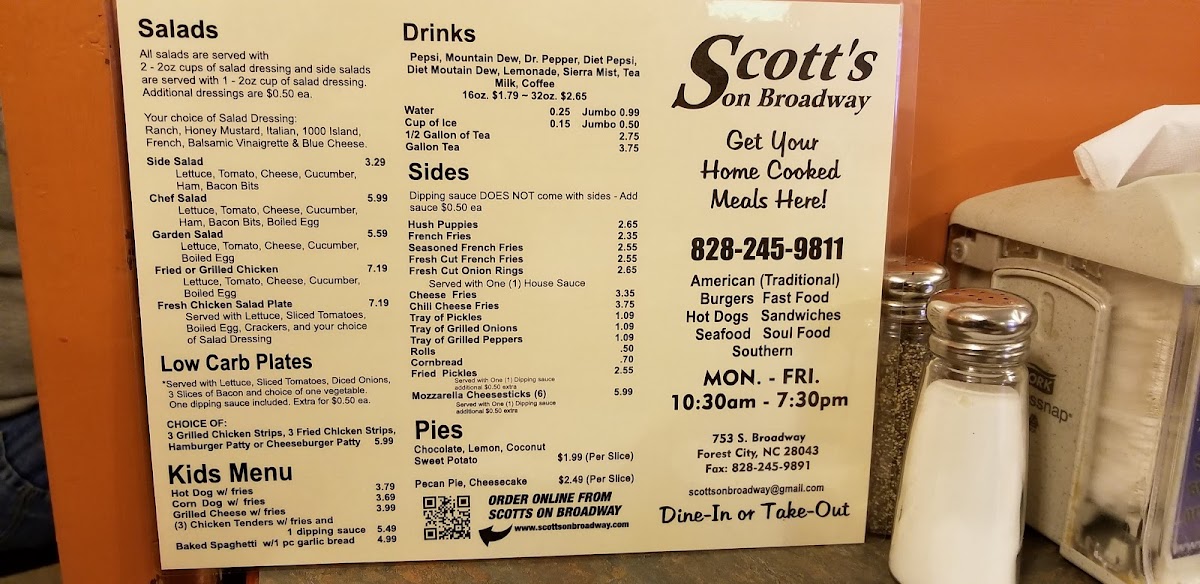 Salads
All salads are served with
2 - 2oz cups of salad dressing and side salads
are served with 1 - 2oz cup of salad dressing.
Additional dressings are $0.50 ea.
Your choice of Salad Dressing:
Ranch, Honey Mustard, Italian, 1000 Island,
French, Balsamic Vinaigrette & Blue Cheese.
Side Salad 3.29
Lettuce, Tomato, Cheese, Cucumber,
Ham, Bacon Bits
Chef Salad 5.99
Lettuce, Tomato, Cheese, Cucumber,
Ham, Bacon Bits, Boiled Egg
Garden Salad 5.59
Lettuce, Tomato, Cheese, Cucumber,
Boiled Egg
Fried or Grilled Chicken 7.19
Lettuce, Tomato, Cheese, Cucumber,
Boiled Egg
Fresh Chicken Salad Plate 7.19
Served with Lettuce, Sliced Tomatoes,
Boiled Egg, Crackers, and your choice
of Salad Dressing
Low Carb Plates
*Served with Lettuce, Sliced Tomatoes, Diced Onions,
3 Slices of Bacon and choice of one vegetable.
One dipping sauce included. Extra for $0.50 ea.
CHOICE OF:
3 Grilled Chicken Strips, 3 Fried Chicken Strips,
Hamburger Patty or Cheeseburger Patty 5.99
Kids Menu
Hot Dog w/ fries 3.79
Corn Dog w/ fries 3.69
Grilled Cheese w/ fries 3.99
(3) Chicken Tenders w/ fries and
1 dipping sauce 5.49
Baked Spaghetti w/1 pc garlic bread 4.99
Drinks
Pepsi, Mountain Dew, Dr. Pepper, Diet Pepsi,
Diet Moutain Dew, Lemonade, Sierra Mist, Tea
Milk, Coffee
16oz. $1.79 ~ 32oz. $2.65
Water 0.25 Jumbo 0.99
Cup of Ice 0.15 Jumbo 0.50
1/2 Gallon of Tea 2.75
Gallon Tea 3.75
Sides
Dipping sauce DOES NOT come with sides - Add
sauce $0.50 ea
Hush Puppies 2.65
French Fries 2.35
Seasoned French Fries 2.55
Fresh Cut French Fries 2.55
Fresh Cut Onion Rings 2.65
Served with One (1) House Sauce
Cheese Fries 3.35
Chili Cheese Fries 3.75
Tray of Pickles 1.09
Tray of Grilled Onions 1.09
Tray of Grilled Peppers 1.09
Rolls .50
Cornbread .70
Fried Pickles 2.55
Served with One (1) Dipping sauce
additional $0.50 extra
Mozzarella Cheesesticks (6) 5.99
Served with One (1) Dipping sauce
additional $0.50 extra
Pies
Chocolate, Lemon, Coconut
Sweet Potato $1.99 (Per Slice)
Pecan Pie, Cheesecake $2.49 (Per Slice)
ORDER ONLINE FROM
SCOTTS ON BROADWAY
www.scottsonbroadway.com
Scott's
on Broadway
Get Your
Home Cooked
Meals Here!
828-245-9811
American (Traditional)
Burgers Fast Food
Hot Dogs Sandwiches
Seafood Soul Food
Southern
MON. - FRI.
10:30am - 7:30pm
753 S. Broadway
Forest City, NC 28043
Fax: 828-245-9891
scottsonbroadway@gmail.com
Dine-In or Take-Out